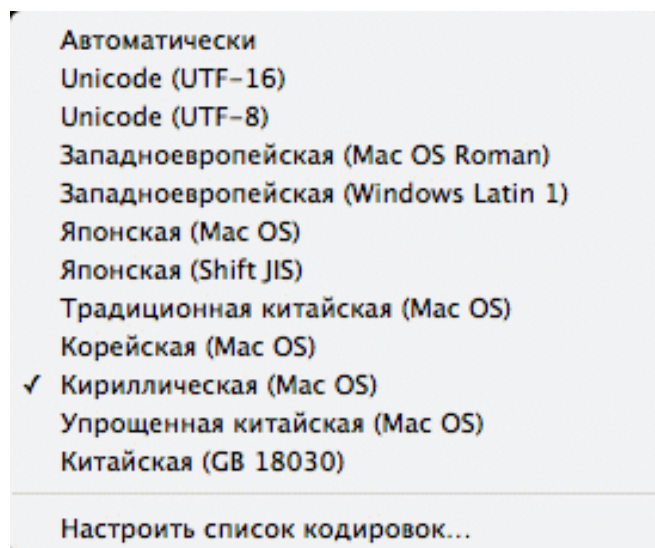 Автоматически
Unicode (UTF-16)
Unicode (UTF-8)
Западноевропейская (Mac OS Roman)
Западноевропейская (Windows Latin 1)
Японская (Mac OS)
Японская (Shift JIS)
Традиционная китайская (Mac OS)
Корейская (Mac OS)
✓ Кириллическая (Mac OS)
Упрощенная китайская (Mac OS)
Китайская (GB 18030)
Настроить список кодировок...